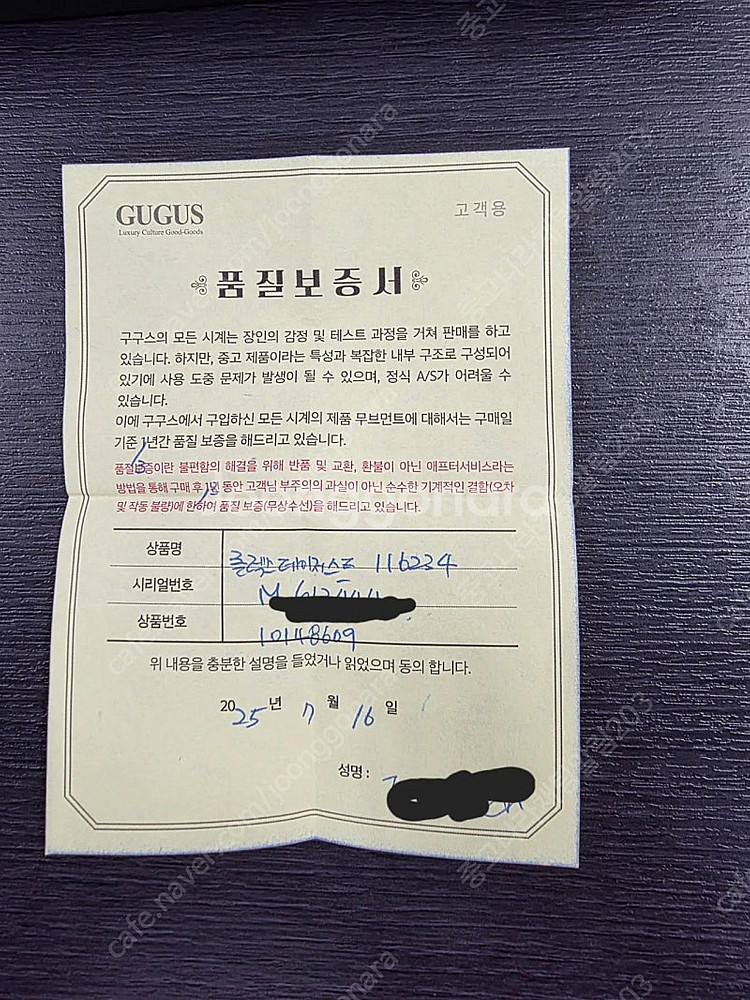 GUGUS
Luxury Culture Good-Goods
고객용
품질보증서
구구스의 모든 시계는 장인의 감정 및 테스트 과정을 거쳐 판매를 하고
있습니다. 하지만, 중고 제품이라는 특성과 복잡한 내부 구조로 구성되어
있기에 사용 도중 문제가 발생이 될 수 있으며, 정식 A/S가 어려울 수
있습니다.
이에 구구스에서 구입하신 모든 시계의 제품 무브먼트에 대해서는 구매일
기준 1년간 품질 보증을 해드리고 있습니다.
품질보증이란 불편함의 해결을 위해 반품 및 교환, 환불이 아닌 애프터서비스라는
방법을 통해 구매 후 1년 동안 고객님 부주의의 과실이 아닌 순수한 기계적인 결함(오차
및 작동 불량)에 한하여 품질 보증(무상수선)을 해드리고 있습니다.
상품명 롤렉스 데이저스트 116234
시리얼번호 M
상품번호 10148609
위 내용을 충분한 설명을 들었거나 읽었으며 동의 합니다.
2025년 7월 16일
성명 :
cafe.naver.com/joonggonara
joonggonara